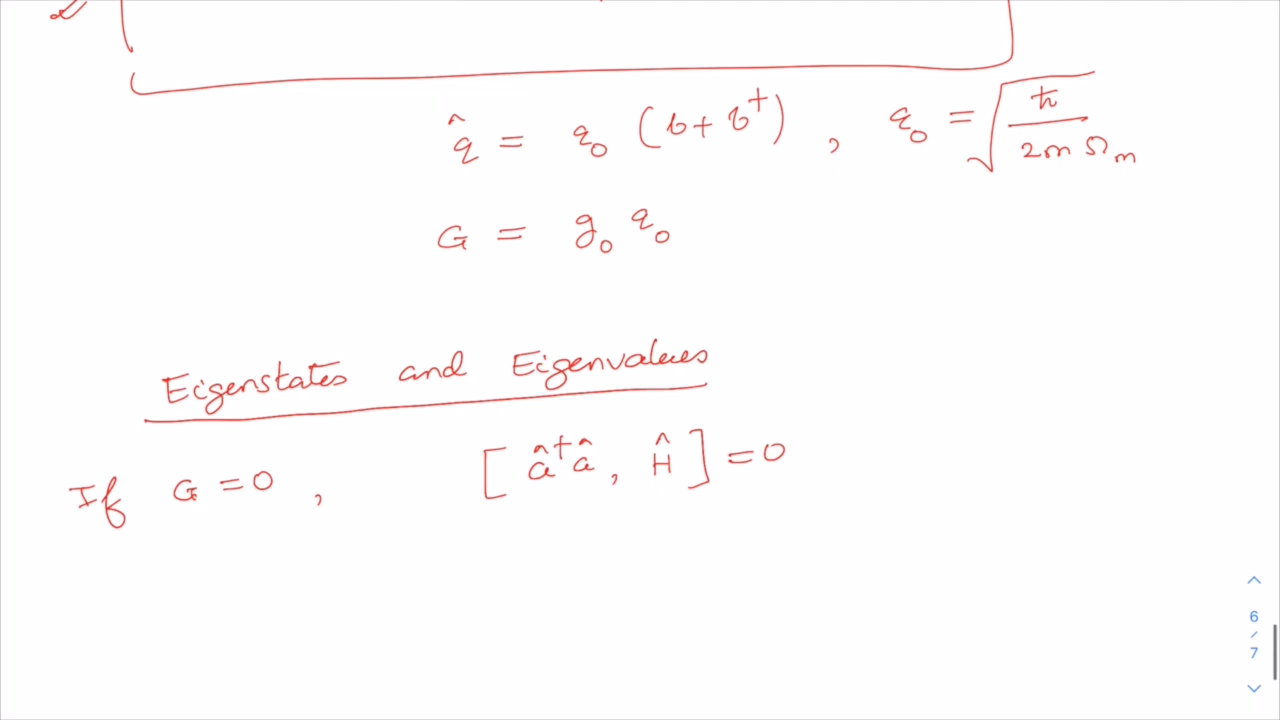 q̂ = q₀ (b + b†) , q₀ = √(ħ / 2m Ωₘ)
G = g₀ q₀
Eigenstates and Eigenvalues
If G = 0 , [ â†â , Ĥ ] = 0
6
/
7